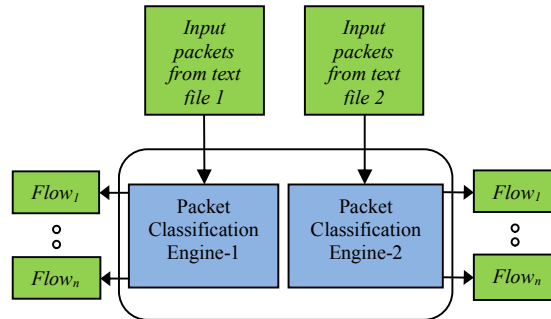 Input
packets
from text
file 1
Input
packets
from text
file 2
Flow₁
Flowₙ
Packet
Classification
Engine-1
Packet
Classification
Engine-2
Flow₁
Flowₙ